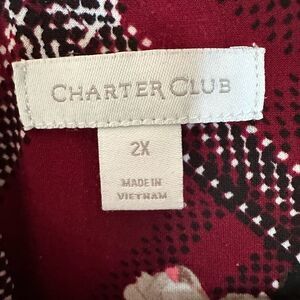 CHARTER CLUB
2X
MADE IN
VIETNAM